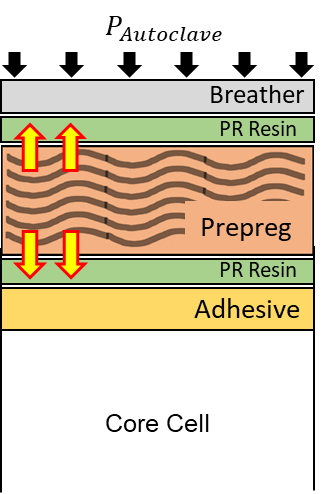 P_Autoclave
Breather
PR Resin
Prepreg
PR Resin
Adhesive
Core Cell